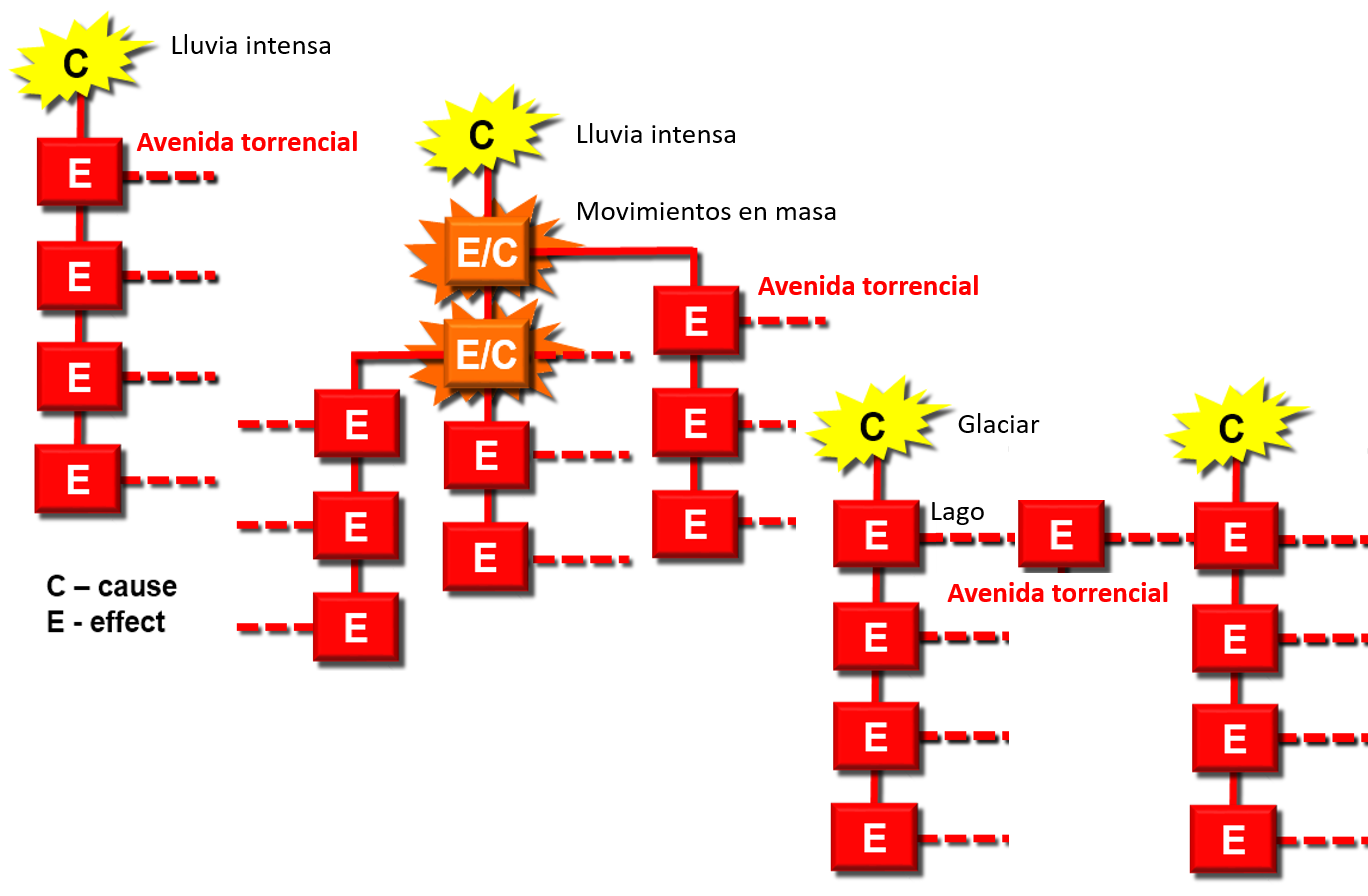 C
Lluvia intensa
E
Avenida torrencial
E
E
E
C – cause
E - effect
C
Lluvia intensa
E/C
Movimientos en masa
E/C
E
E
E
E
E
E
Avenida torrencial
E
E
C
Glaciar
E
Lago
E
Avenida torrencial
E
E
E
C
E
E
E
E